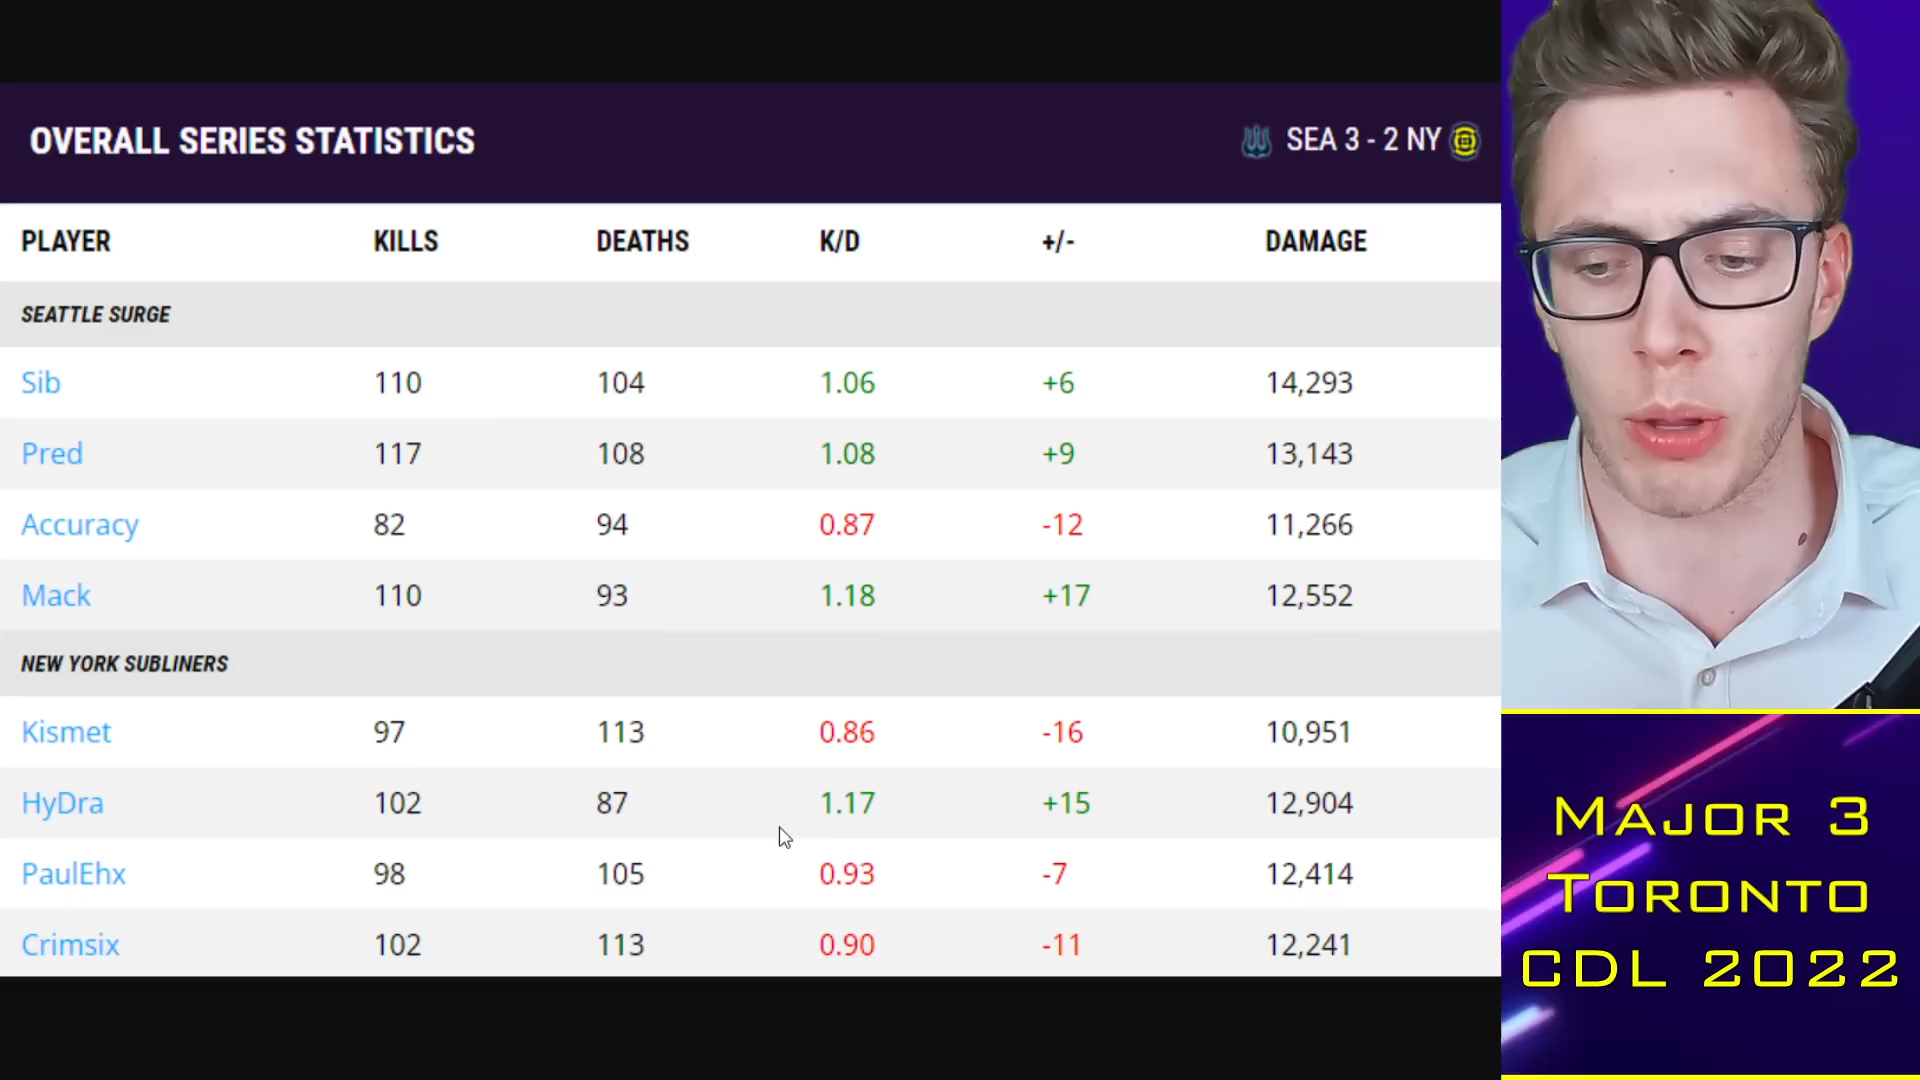 OVERALL SERIES STATISTICS
SEA 3 - 2 NY
PLAYER KILLS DEATHS K/D +/- DAMAGE
SEATTLE SURGE
Sib 110 104 1.06 +6 14,293
Pred 117 108 1.08 +9 13,143
Accuracy 82 94 0.87 -12 11,266
Mack 110 93 1.18 +17 12,552
NEW YORK SUBLINERS
Kismet 97 113 0.86 -16 10,951
HyDra 102 87 1.17 +15 12,904
PaulEhx 98 105 0.93 -7 12,414
Crimsix 102 113 0.90 -11 12,241
Major 3
Toronto
CDL 2022